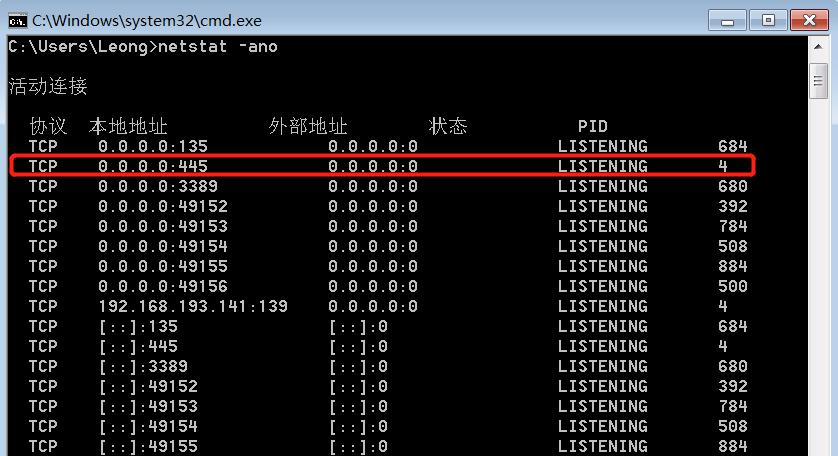 C:\Windows\system32\cmd.exe
C:\Users\Leong>netstat -ano
活动连接
协议 本地地址 外部地址 状态 PID
TCP 0.0.0.0:135 0.0.0.0:0 LISTENING 684
TCP 0.0.0.0:445 0.0.0.0:0 LISTENING 4
TCP 0.0.0.0:3389 0.0.0.0:0 LISTENING 680
TCP 0.0.0.0:49152 0.0.0.0:0 LISTENING 392
TCP 0.0.0.0:49153 0.0.0.0:0 LISTENING 784
TCP 0.0.0.0:49154 0.0.0.0:0 LISTENING 508
TCP 0.0.0.0:49155 0.0.0.0:0 LISTENING 884
TCP 0.0.0.0:49156 0.0.0.0:0 LISTENING 500
TCP 192.168.193.141:139 0.0.0.0:0 LISTENING 4
TCP [::]:135 [::]:0 LISTENING 684
TCP [::]:445 [::]:0 LISTENING 4
TCP [::]:3389 [::]:0 LISTENING 680
TCP [::]:49152 [::]:0 LISTENING 392
TCP [::]:49153 [::]:0 LISTENING 784
TCP [::]:49154 [::]:0 LISTENING 508
TCP [::]:49155 [::]:0 LISTENING 884